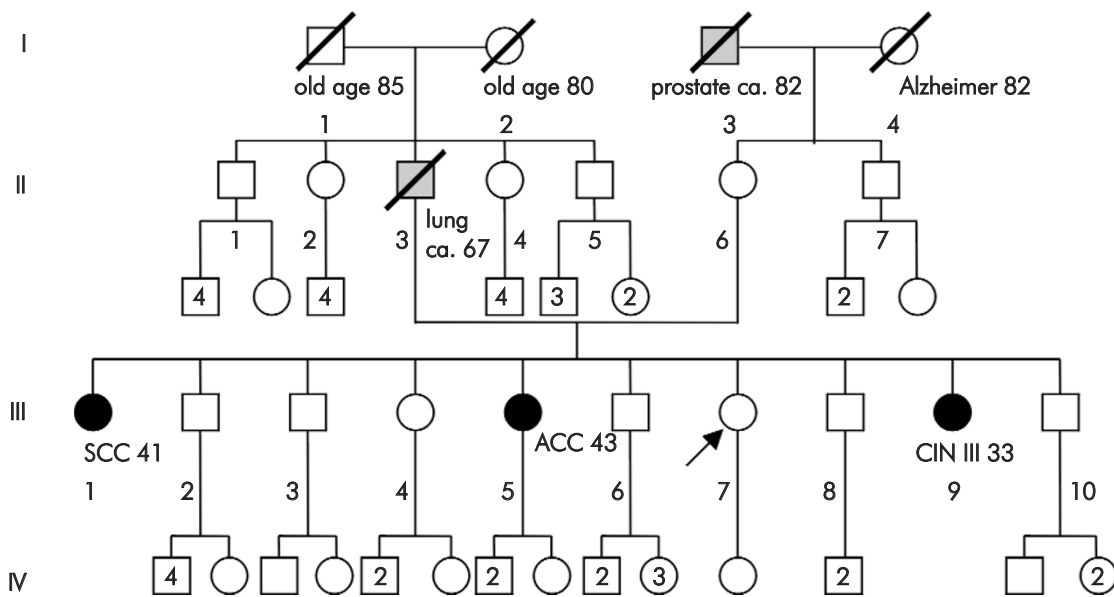 I
old age 85 old age 80 prostate ca. 82 Alzheimer 82
1 2 3 4
II
lung
1 2 3 4 5 6 7
ca. 67
4 4 4 3 2 2
III
SCC 41 ACC 43 CIN III 33
1 2 3 4 5 6 7 8 9 10
IV
4 2 2 2 3 2 2